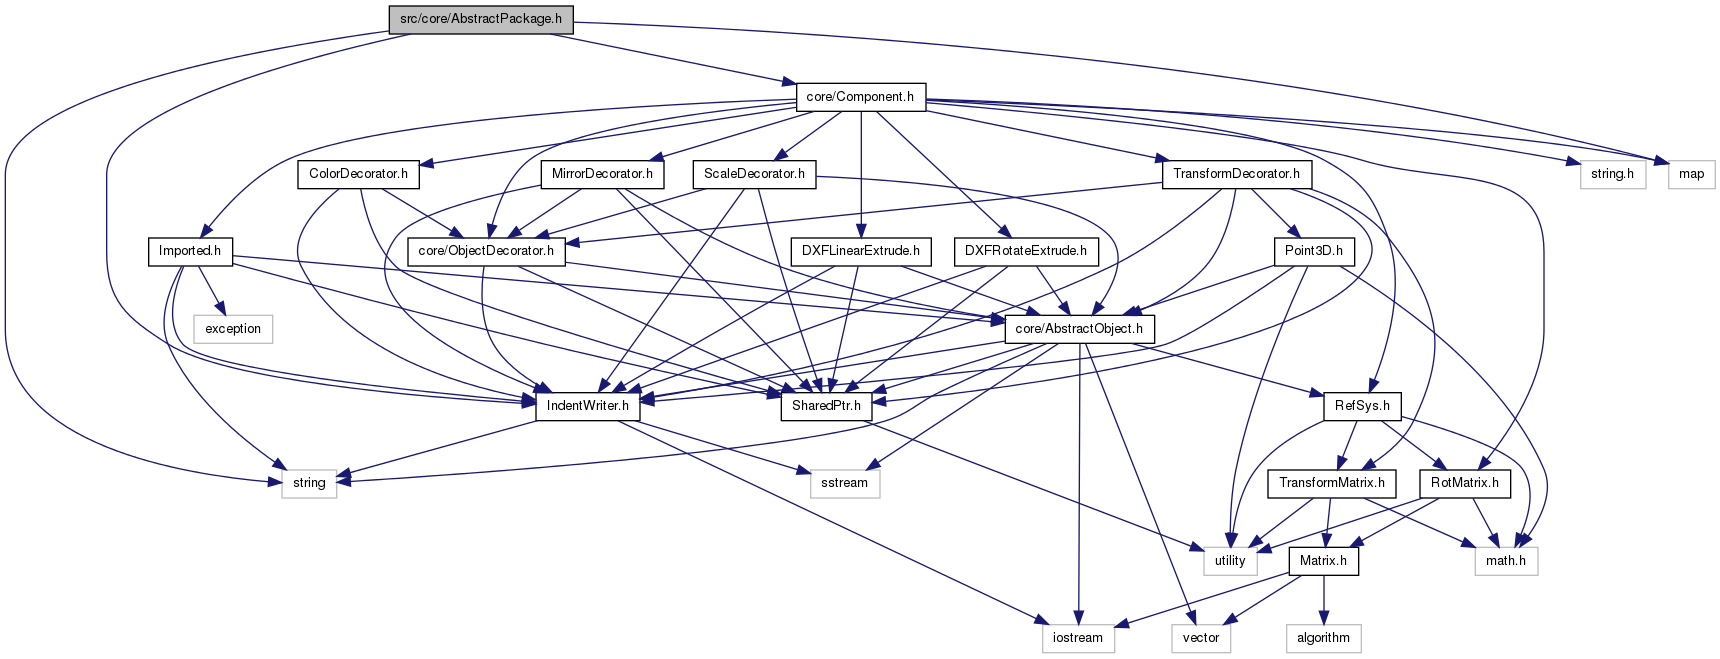 src/core/AbstractPackage.h
core/Component.h
ColorDecorator.h
MirrorDecorator.h
ScaleDecorator.h
TransformDecorator.h
string.h
map
Imported.h
core/ObjectDecorator.h
DXFLinearExtrude.h
DXFRotateExtrude.h
Point3D.h
exception
core/AbstractObject.h
IndentWriter.h
SharedPtr.h
RefSys.h
string
sstream
TransformMatrix.h
RotMatrix.h
utility
Matrix.h
math.h
iostream
vector
algorithm